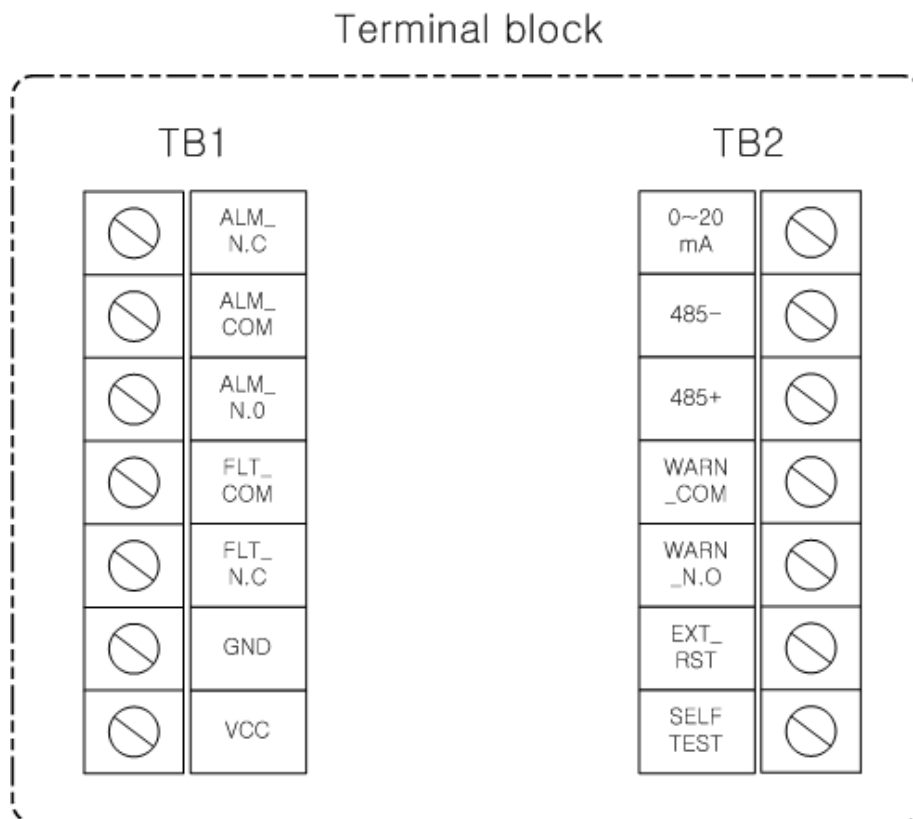 Terminal block
TB1
ALM_
N.C
ALM_
COM
ALM_
N.0
FLT_
COM
FLT_
N.C
GND
VCC
TB2
0~20
mA
485-
485+
WARN
_COM
WARN
_N.O
EXT_
RST
SELF
TEST